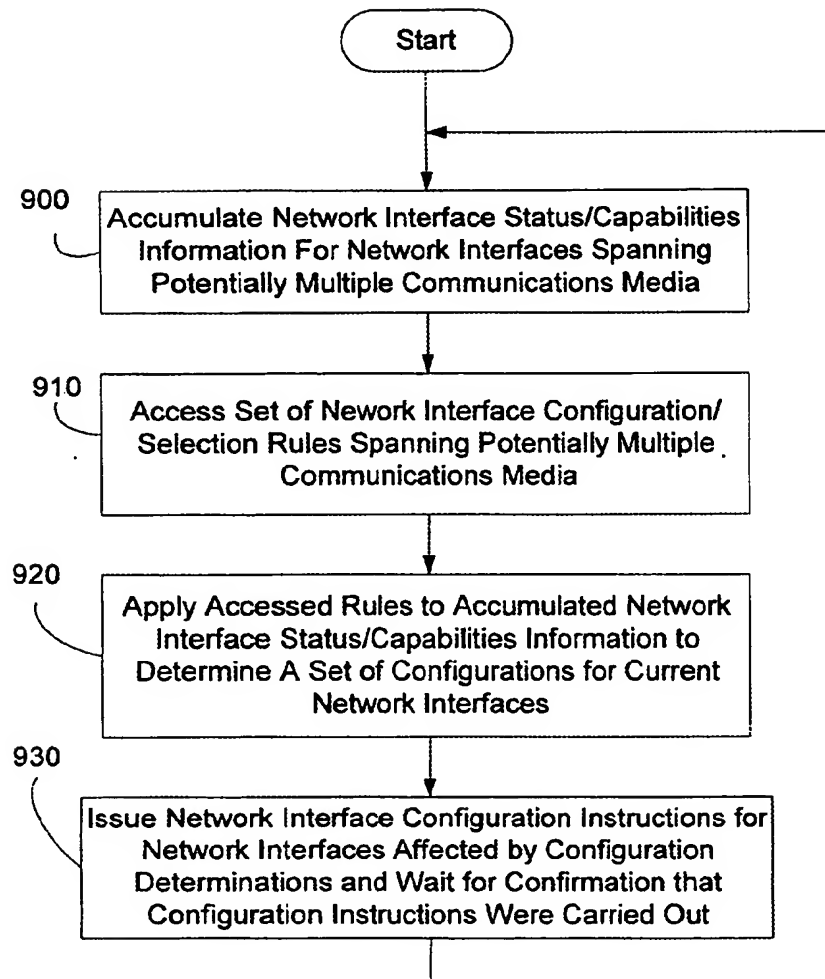 Start
900
Accumulate Network Interface Status/Capabilities
Information For Network Interfaces Spanning
Potentially Multiple Communications Media
910
Access Set of Nework Interface Configuration/
Selection Rules Spanning Potentially Multiple
Communications Media
920
Apply Accessed Rules to Accumulated Network
Interface Status/Capabilities Information to
Determine A Set of Configurations for Current
Network Interfaces
930
Issue Network Interface Configuration Instructions for
Network Interfaces Affected by Configuration
Determinations and Wait for Confirmation that
Configuration Instructions Were Carried Out